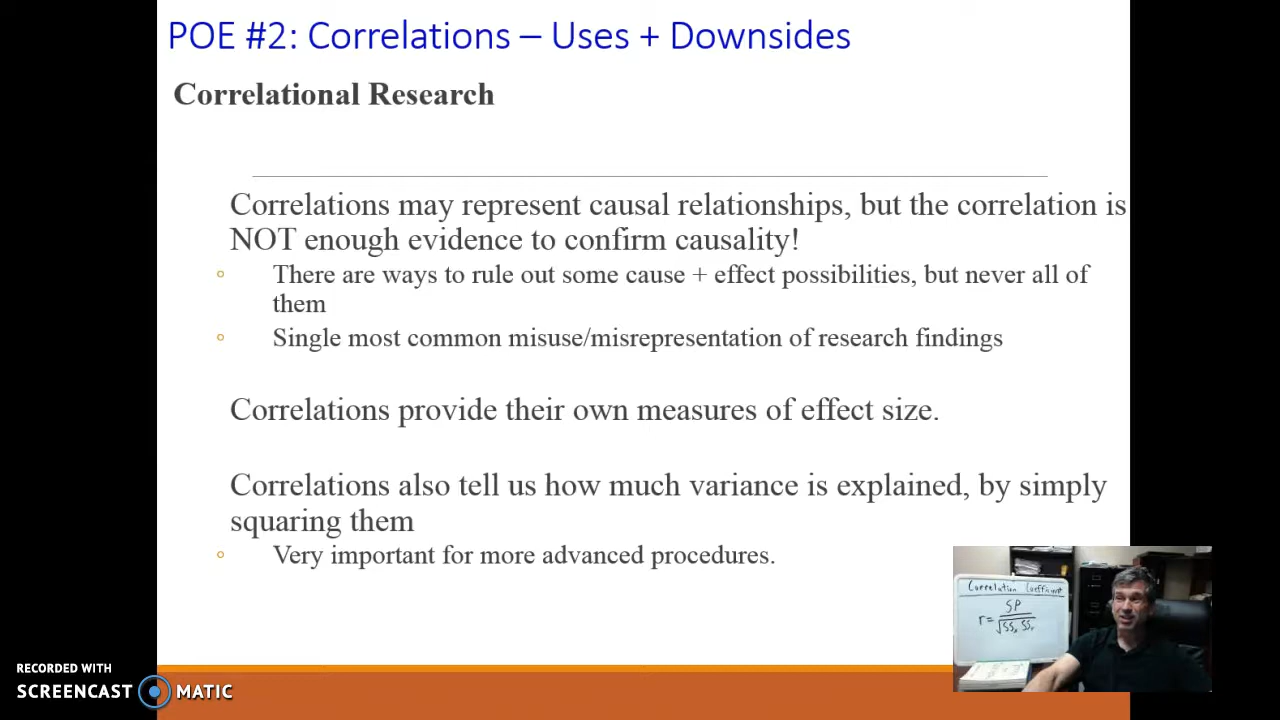 POE #2: Correlations – Uses + Downsides
Correlational Research
Correlations may represent causal relationships, but the correlation is
NOT enough evidence to confirm causality!
There are ways to rule out some cause + effect possibilities, but never all of
them
Single most common misuse/misrepresentation of research findings
Correlations provide their own measures of effect size.
Correlations also tell us how much variance is explained, by simply
squaring them
Very important for more advanced procedures.
Correlation Coefficient
SP
r =
√SSx SSY
RECORDED WITH
SCREENCAST MATIC